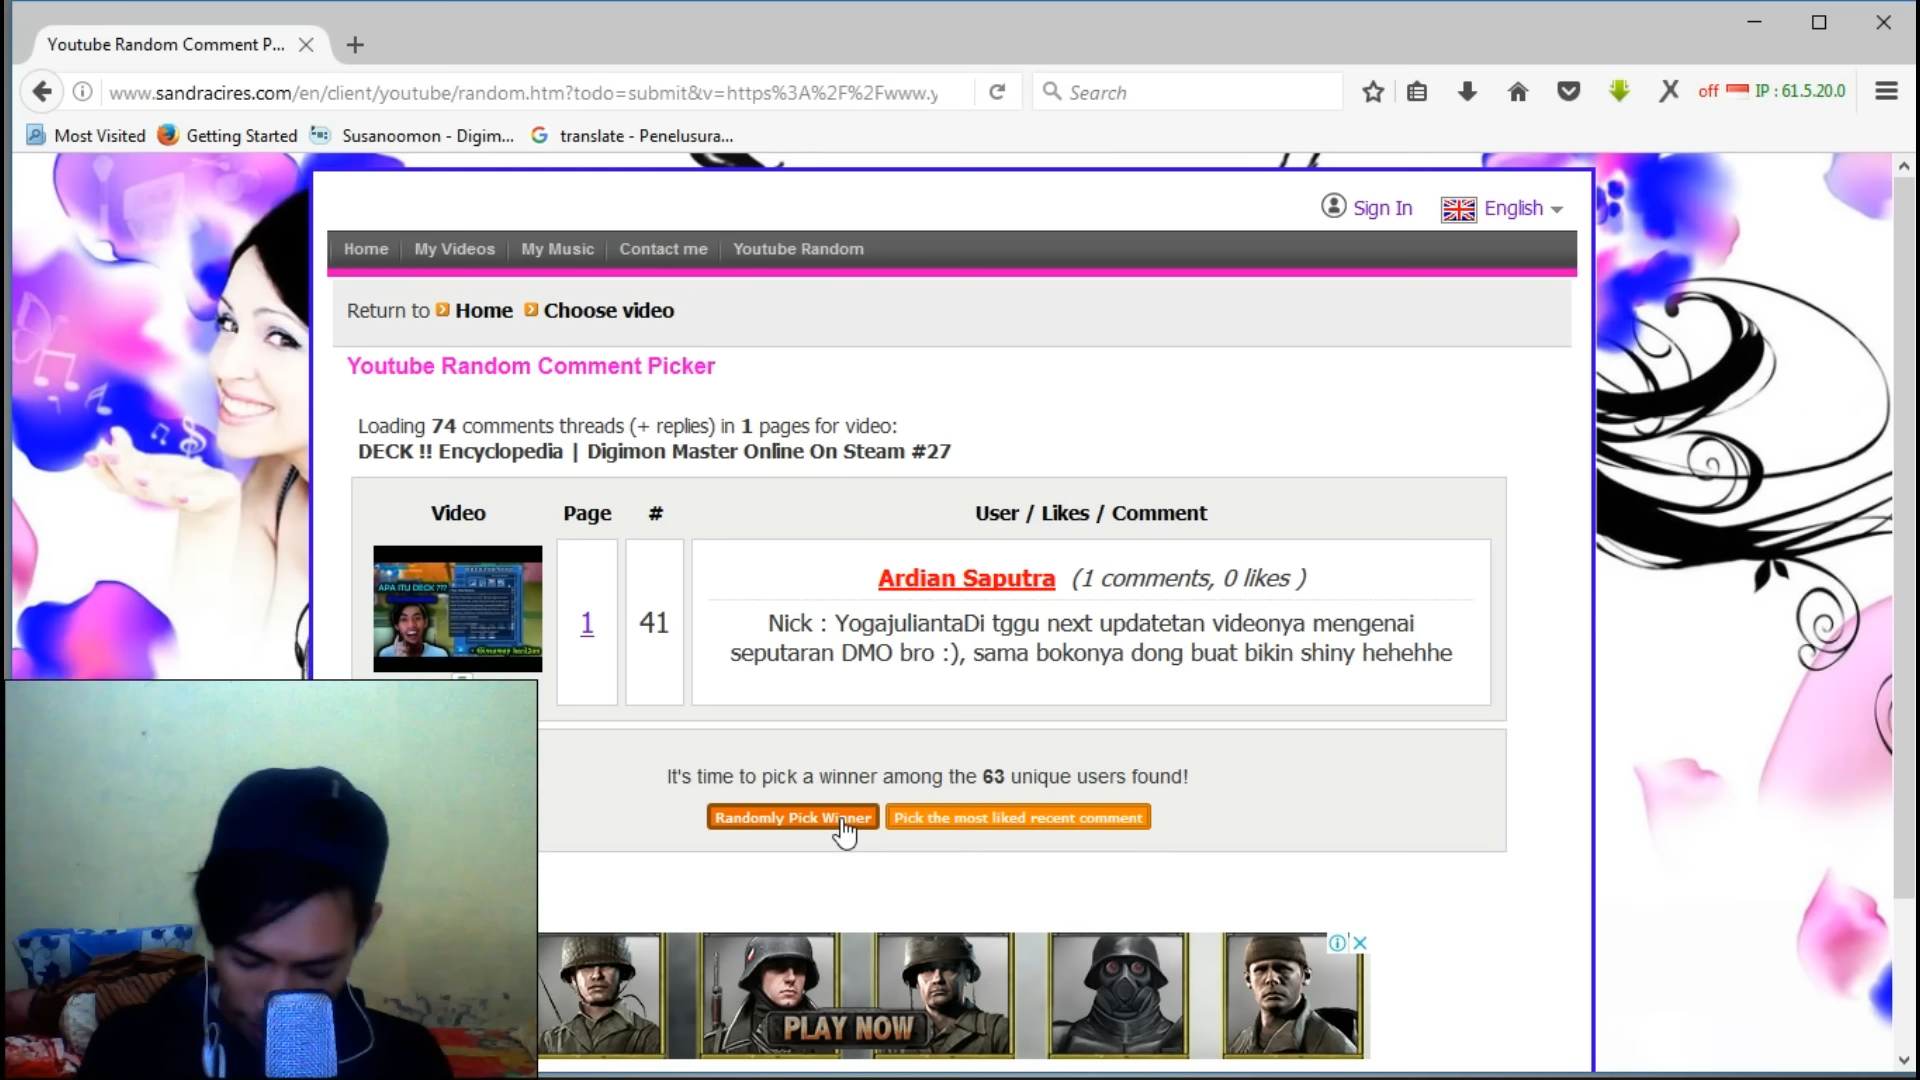 Youtube Random Comment P...
www.sandracires.com/en/client/youtube/random.htm?todo=submit&v=https%3A%2F%2Fwww.y
Search
off IP : 61.5.20.0
Most Visited Getting Started Susanoomon - Digim... translate - Penelusura...
Sign In English
Home My Videos My Music Contact me Youtube Random
Return to Home Choose video
Youtube Random Comment Picker
Loading 74 comments threads (+ replies) in 1 pages for video:
DECK !! Encyclopedia | Digimon Master Online On Steam #27
Video Page # User / Likes / Comment
APA ITU DECK ???
1 41
Ardian Saputra (1 comments, 0 likes )
Nick : YogajuliantaDi tggu next updatetan videonya mengenai
seputaran DMO bro :), sama bokonya dong buat bikin shiny hehehhe
It's time to pick a winner among the 63 unique users found!
Randomly Pick Winner Pick the most liked recent comment
PLAY NOW